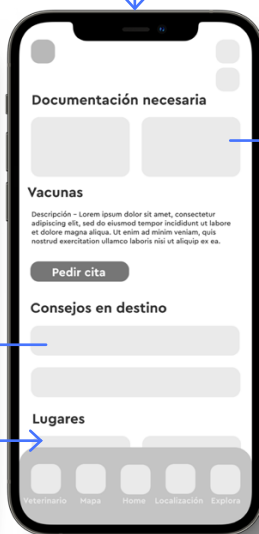 Documentación necesaria
Vacunas
Descripción – Lorem ipsum dolor sit amet, consectetur
adipiscing elit, sed do eiusmod tempor incididunt ut labore
et dolore magna aliqua. Ut enim ad minim veniam, quis
nostrud exercitation ullamco laboris nisi ut aliquip ex ea.
Pedir cita
Consejos en destino
Lugares
Veterinario Mapa Home Localización Explora